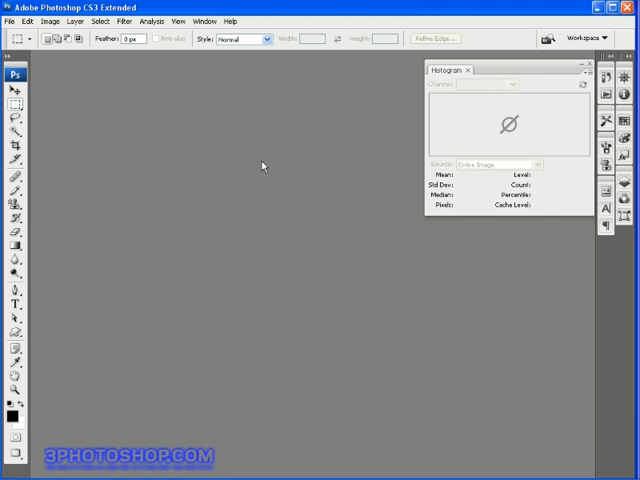 Adobe Photoshop CS3 Extended
File Edit Image Layer Select Filter Analysis View Window Help
Feather: 0 px Anti-alias Style: Normal Width: Height: Refine Edge... Workspace
Ps
Histogram
Channel:
Source: Entire Image
Mean: Level:
Std Dev: Count:
Median: Percentile:
Pixels: Cache Level:
3PHOTOSHOP.COM